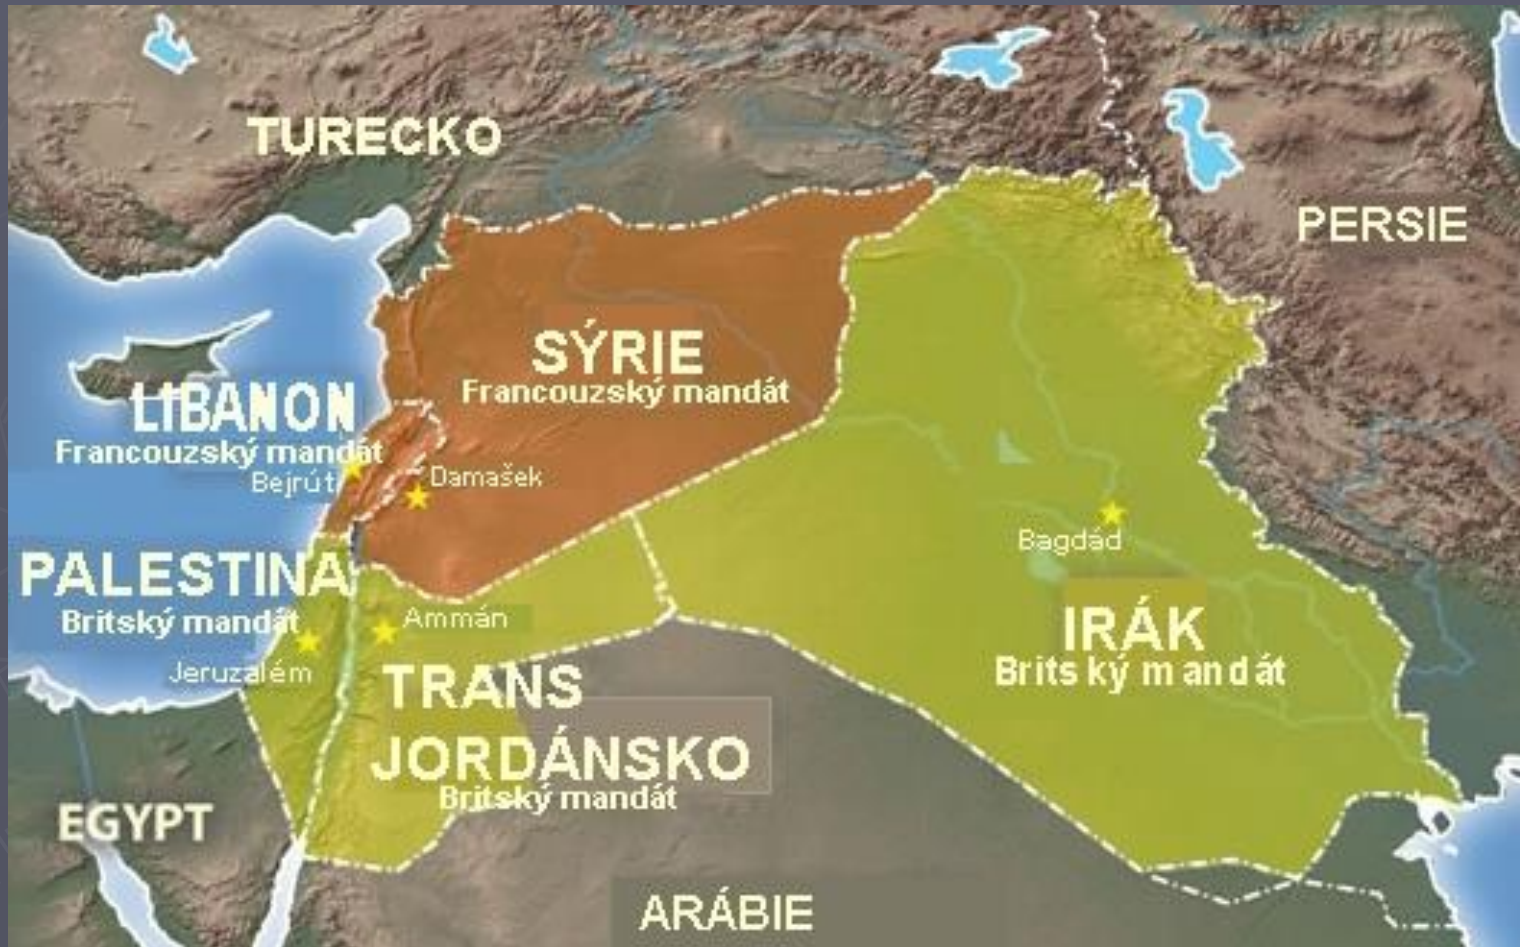 TURECKO
PERSIE
SÝRIE
Francouzský mandát
LIBANON
Francouzský mandát
Bejrút
Damašek
Bagdád
PALESTINA
Britský mandát
Jeruzalém
Ammán
IRÁK
Britský mandát
TRANS
JORDÁNSKO
Britský mandát
EGYPT
ARÁBIE